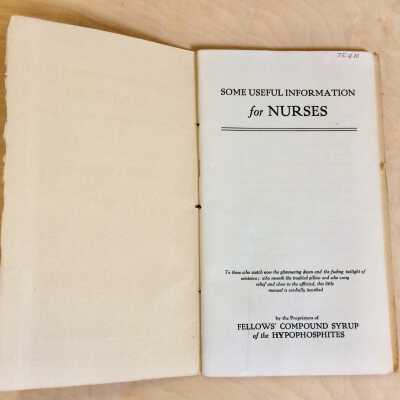 SOME USEFUL INFORMATION
for NURSES
To those who watch over the glimmering dawn and the fading twilight of
existence; who smooth the troubled pillow and who carry
relief and cheer to the afflicted, this little
manual is cordially inscribed
by the Proprietors of
FELLOWS' COMPOUND SYRUP
of the HYPOPHOSPHITES